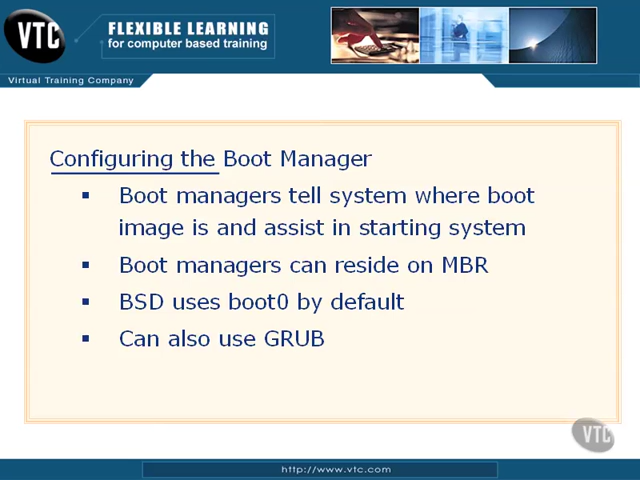 VTC
FLEXIBLE LEARNING
for computer based training
Virtual Training Company
Configuring the Boot Manager
▪ Boot managers tell system where boot
image is and assist in starting system
▪ Boot managers can reside on MBR
▪ BSD uses boot0 by default
▪ Can also use GRUB
VTC
http://www.vtc.com